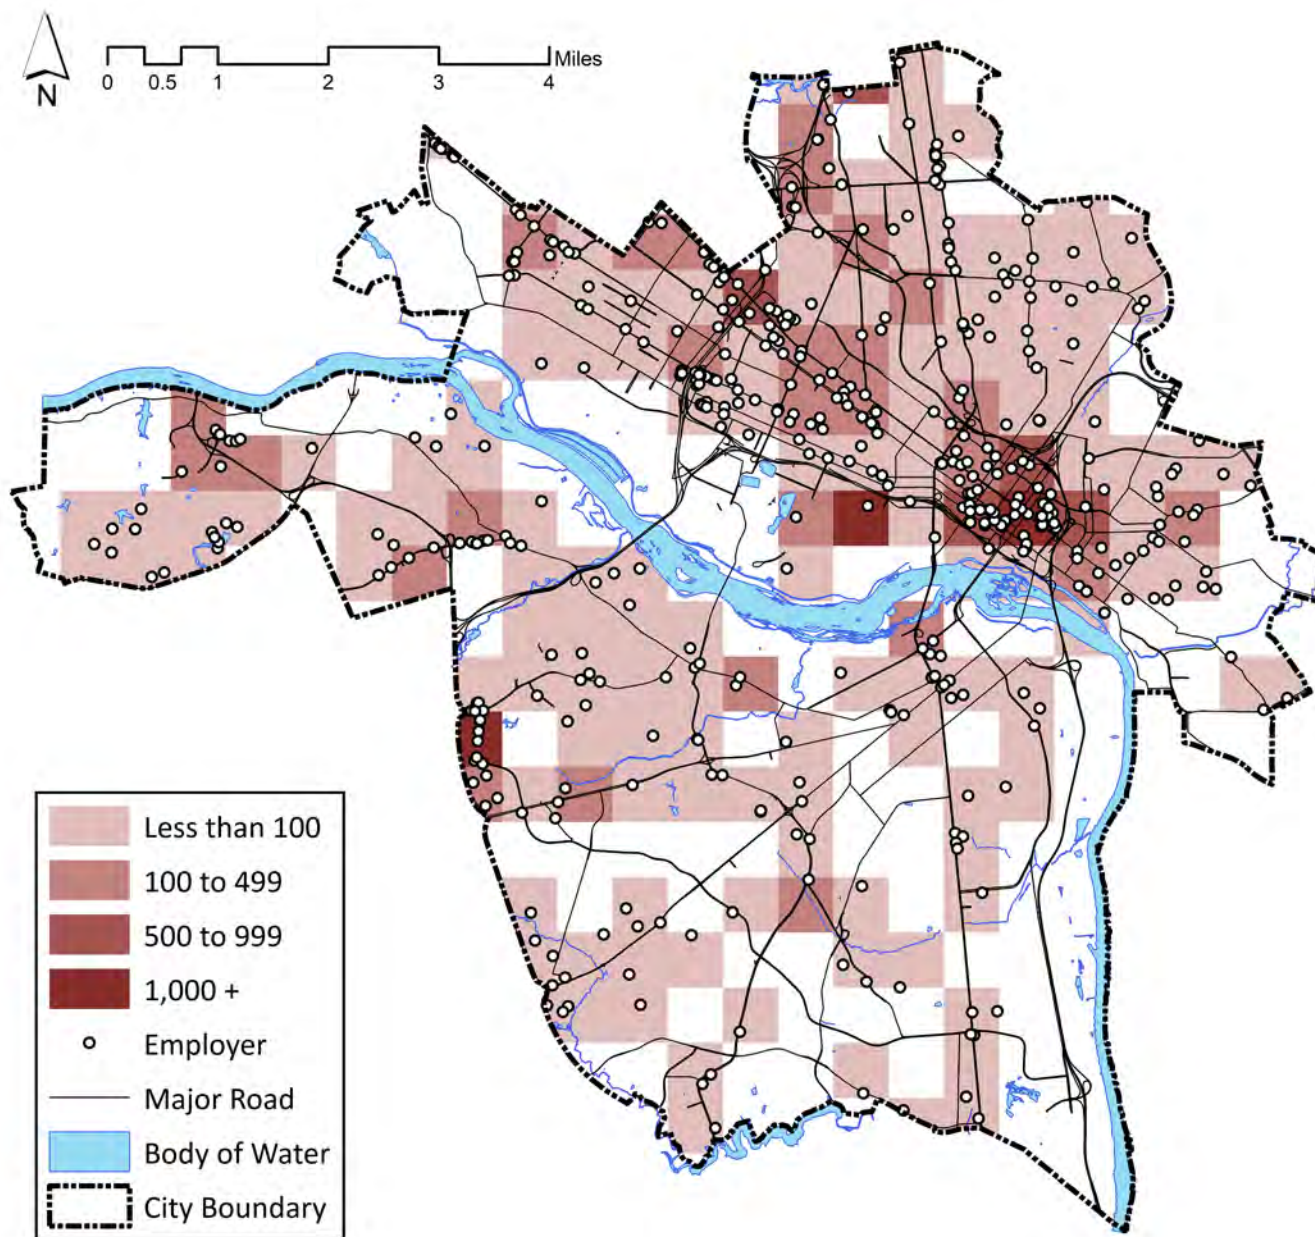 Miles
0 0.5 1 2 3 4
N
Less than 100
100 to 499
500 to 999
1,000 +
Employer
Major Road
Body of Water
City Boundary